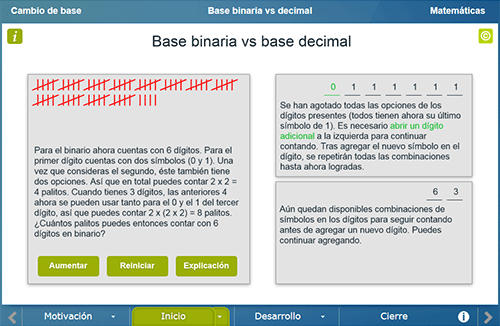 Cambio de base Base binaria vs decimal Matemáticas
i ©
Base binaria vs base decimal
Para el binario ahora cuentas con 6 dígitos. Para el
primer dígito cuentas con dos símbolos (0 y 1). Una
vez que consideras el segundo, éste también tiene
dos opciones. Así que en total puedes contar 2 x 2 =
4 palitos. Cuando tienes 3 dígitos, las anteriores 4
ahora se pueden usar tanto para el 0 y el 1 del tercer
dígito, así que puedes contar 2 x (2 x 2) = 8 palitos.
¿Cuántos palitos puedes entonces contar con 6
dígitos en binario?
Aumentar Reiniciar Explicación
0 1 1 1 1 1 1
Se han agotado todas las opciones de los
dígitos presentes (todos tienen ahora su último
símbolo de 1). Es necesario abrir un dígito
adicional a la izquierda para continuar
contando. Tras agregar el nuevo símbolo en el
dígito, se repetirán todas las combinaciones
hasta ahora logradas.
6 3
Aún quedan disponibles combinaciones de
símbolos en los dígitos para seguir contando
antes de agregar un nuevo dígito. Puedes
continuar agregando.
Motivación Inicio Desarrollo Cierre i